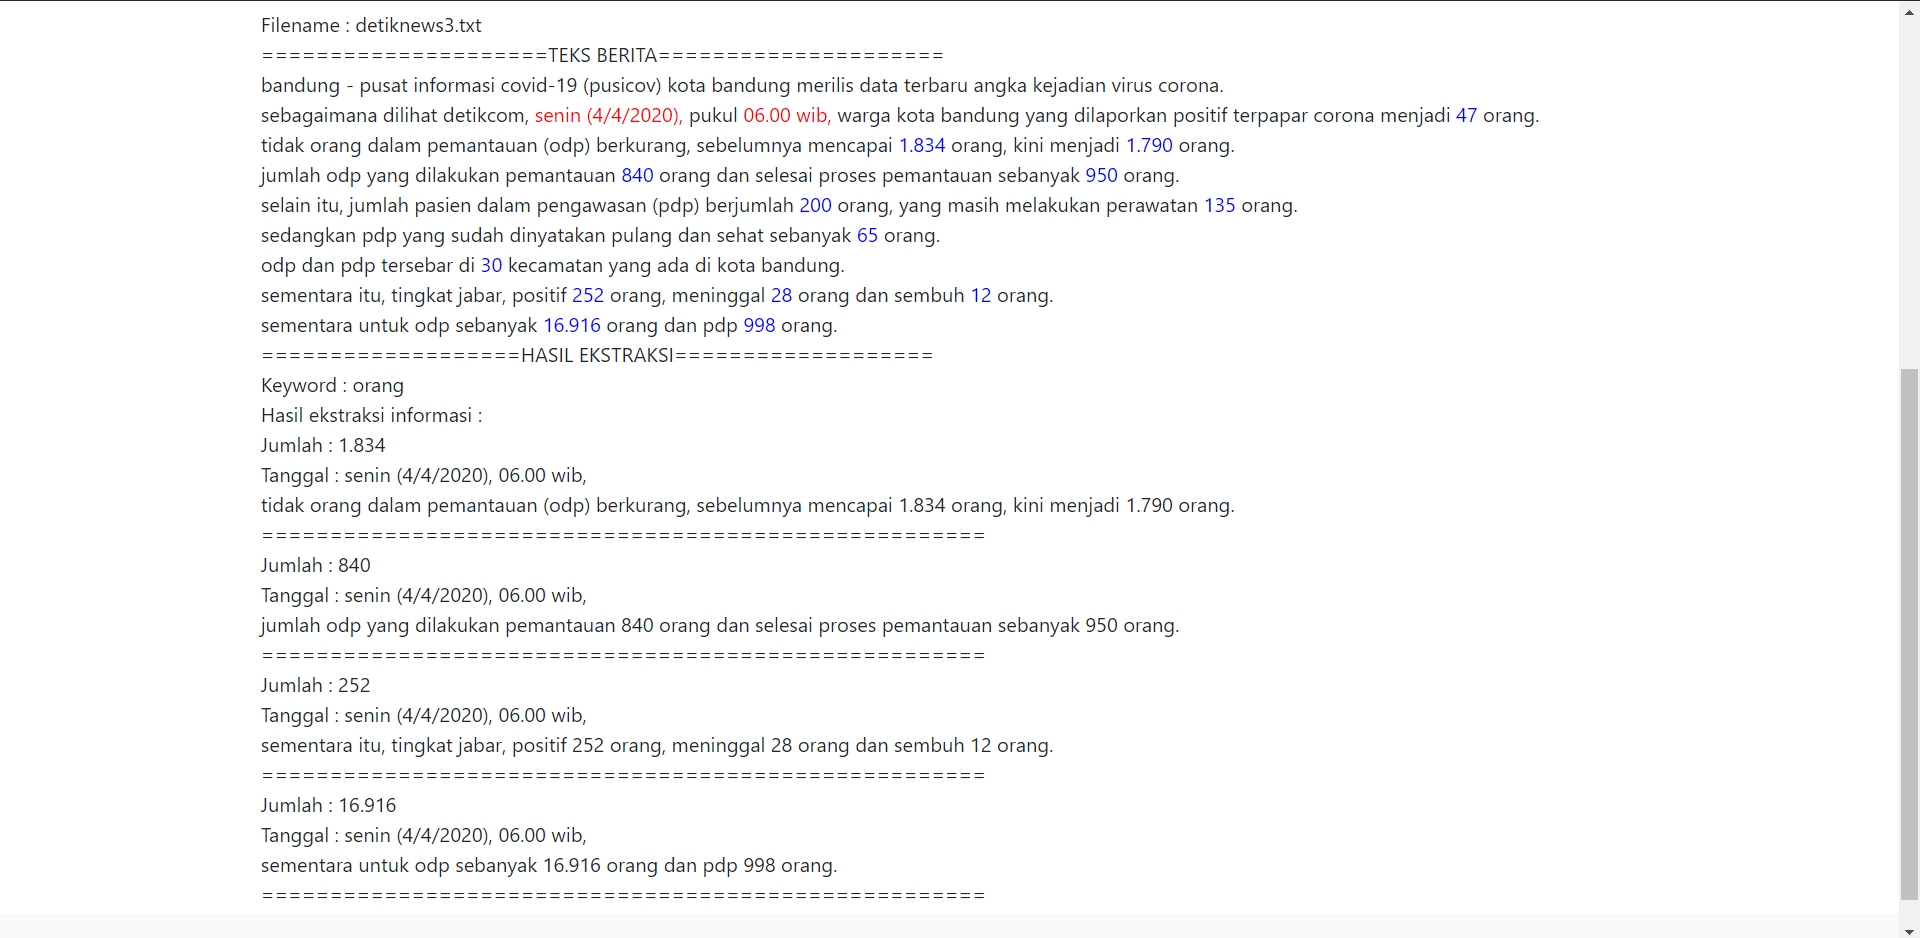 Filename : detiknews3.txt
=====================TEKS BERITA=====================
bandung - pusat informasi covid-19 (pusicov) kota bandung merilis data terbaru angka kejadian virus corona.
sebagaimana dilihat detikcom, senin (4/4/2020), pukul 06.00 wib, warga kota bandung yang dilaporkan positif terpapar corona menjadi 47 orang.
tidak orang dalam pemantauan (odp) berkurang, sebelumnya mencapai 1.834 orang, kini menjadi 1.790 orang.
jumlah odp yang dilakukan pemantauan 840 orang dan selesai proses pemantauan sebanyak 950 orang.
selain itu, jumlah pasien dalam pengawasan (pdp) berjumlah 200 orang, yang masih melakukan perawatan 135 orang.
sedangkan pdp yang sudah dinyatakan pulang dan sehat sebanyak 65 orang.
odp dan pdp tersebar di 30 kecamatan yang ada di kota bandung.
sementara itu, tingkat jabar, positif 252 orang, meninggal 28 orang dan sembuh 12 orang.
sementara untuk odp sebanyak 16.916 orang dan pdp 998 orang.
===================HASIL EKSTRAKSI===================
Keyword : orang
Hasil ekstraksi informasi :
Jumlah : 1.834
Tanggal : senin (4/4/2020), 06.00 wib,
tidak orang dalam pemantauan (odp) berkurang, sebelumnya mencapai 1.834 orang, kini menjadi 1.790 orang.
=====================================================
Jumlah : 840
Tanggal : senin (4/4/2020), 06.00 wib,
jumlah odp yang dilakukan pemantauan 840 orang dan selesai proses pemantauan sebanyak 950 orang.
=====================================================
Jumlah : 252
Tanggal : senin (4/4/2020), 06.00 wib,
sementara itu, tingkat jabar, positif 252 orang, meninggal 28 orang dan sembuh 12 orang.
=====================================================
Jumlah : 16.916
Tanggal : senin (4/4/2020), 06.00 wib,
sementara untuk odp sebanyak 16.916 orang dan pdp 998 orang.
=====================================================